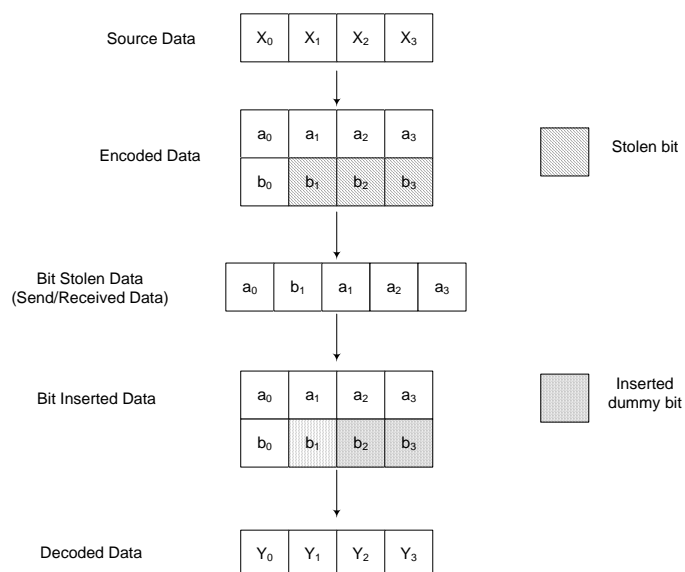 Source Data
X₀ X₁ X₂ X₃
Encoded Data
a₀ a₁ a₂ a₃
b₀ b₁ b₂ b₃
Stolen bit
Bit Stolen Data
(Send/Received Data)
a₀ b₁ a₁ a₂ a₃
Bit Inserted Data
a₀ a₁ a₂ a₃
b₀ b₁ b₂ b₃
Inserted
dummy bit
Decoded Data
Y₀ Y₁ Y₂ Y₃